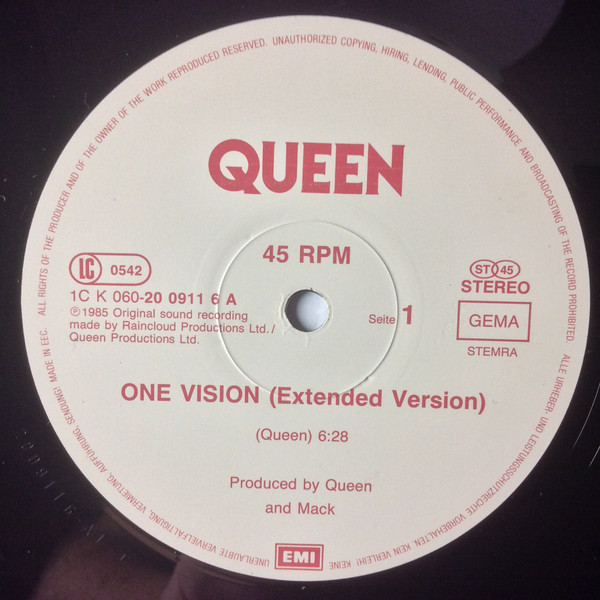 ALL RIGHTS OF THE PRODUCER AND OF THE OWNER OF THE WORK REPRODUCED RESERVED. UNAUTHORIZED COPYING, HIRING, LENDING, PUBLIC PERFORMANCE AND BROADCASTING OF THE RECORD PROHIBITED.
QUEEN
45 RPM
LC 0542
1C K 060-20 0911 6 A
℗ 1985 Original sound recording
made by Raincloud Productions Ltd./
Queen Productions Ltd.
Seite 1
ST 45
STEREO
GEMA
STEMRA
ONE VISION (Extended Version)
(Queen) 6:28
Produced by Queen
and Mack
EMI
ALLE URHEBER- UND LEISTUNGSSCHUTZRECHTE VORBEHALTEN. KEIN VERLEIH! KEINE UNERLAUBTE VERVIELFÄLTIGUNG, VERMIETUNG, AUFFÜHRUNG, SENDUNG! MADE IN EEC.